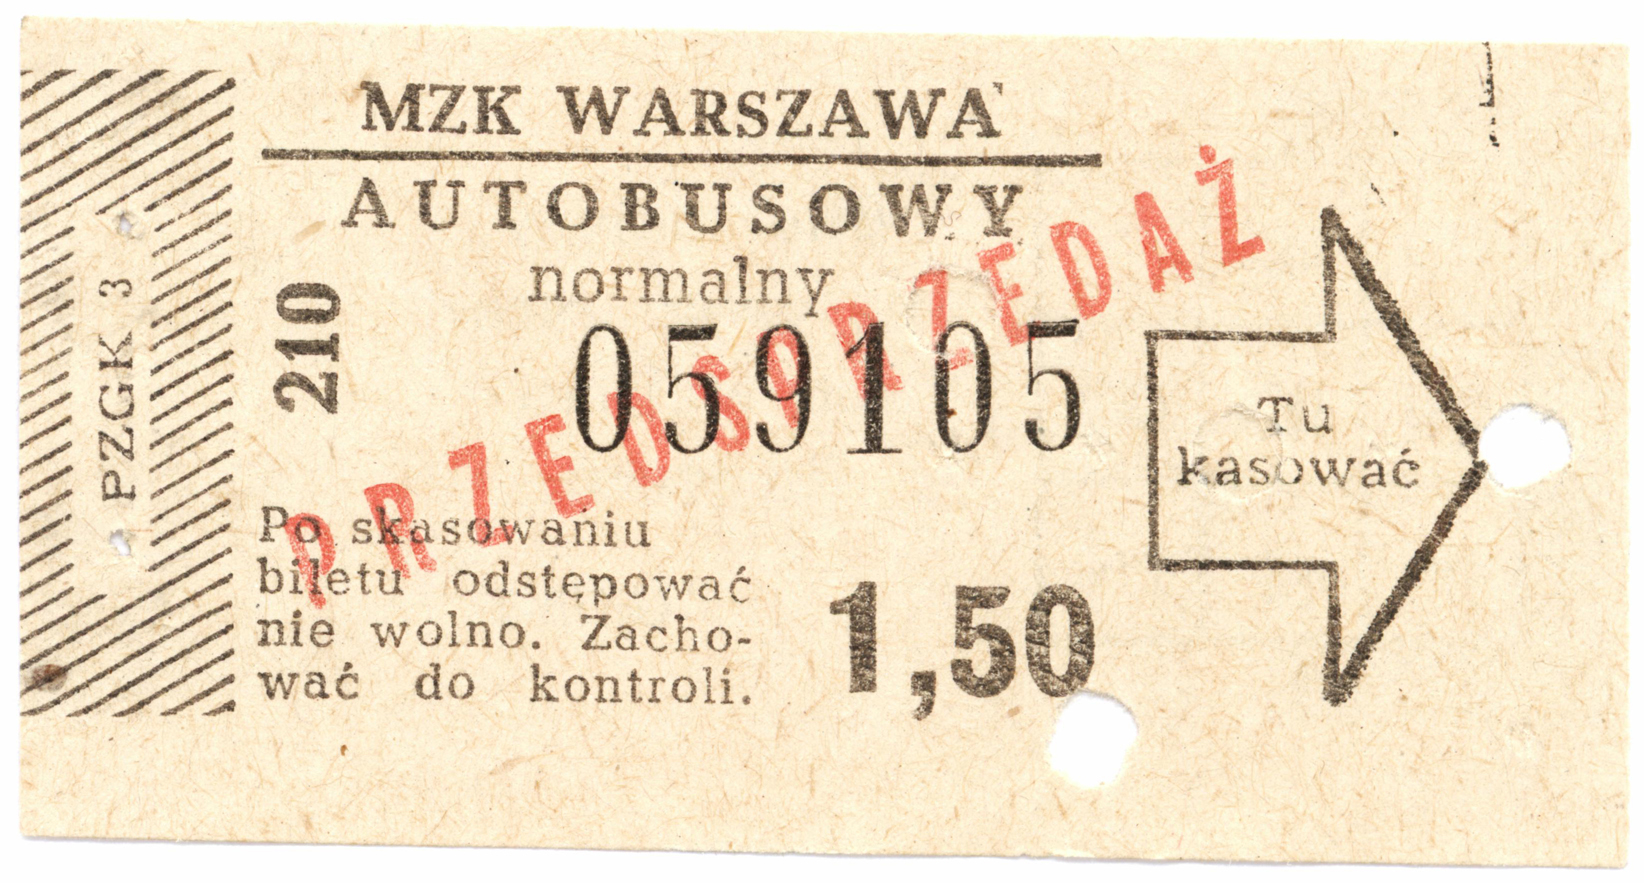 MZK WARSZAWA
AUTOBUSOWY
normalny
059105
PRZEDSPRZEDAŻ
210
PZGK 3
Po skasowaniu
biletu odstępować
nie wolno. Zacho-
wać do kontroli.
1,50
Tu
kasować